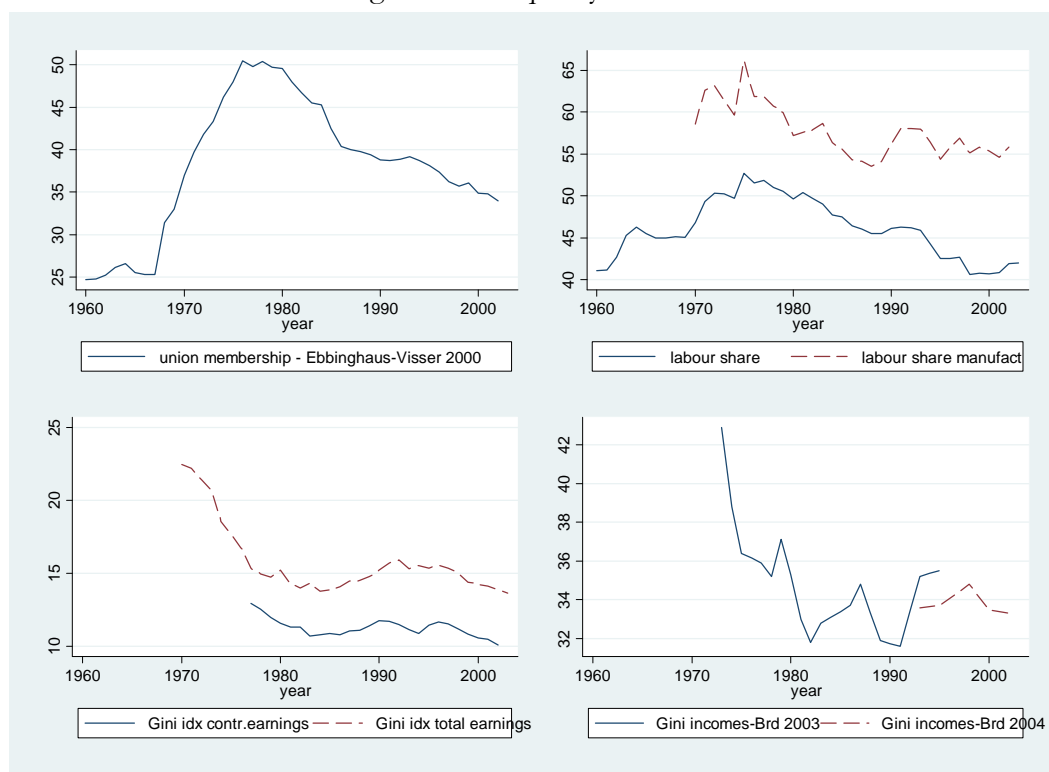 50
45
40
35
30
25
1960 1970 1980 1990 2000
year
union membership - Ebbinghaus-Visser 2000
65
60
55
50
45
40
1960 1970 1980 1990 2000
year
labour share labour share manufact
25
20
15
10
1960 1970 1980 1990 2000
year
Gini idx contr.earnings Gini idx total earnings
42
40
38
36
34
32
1960 1970 1980 1990 2000
year
Gini incomes-Brd 2003 Gini incomes-Brd 2004